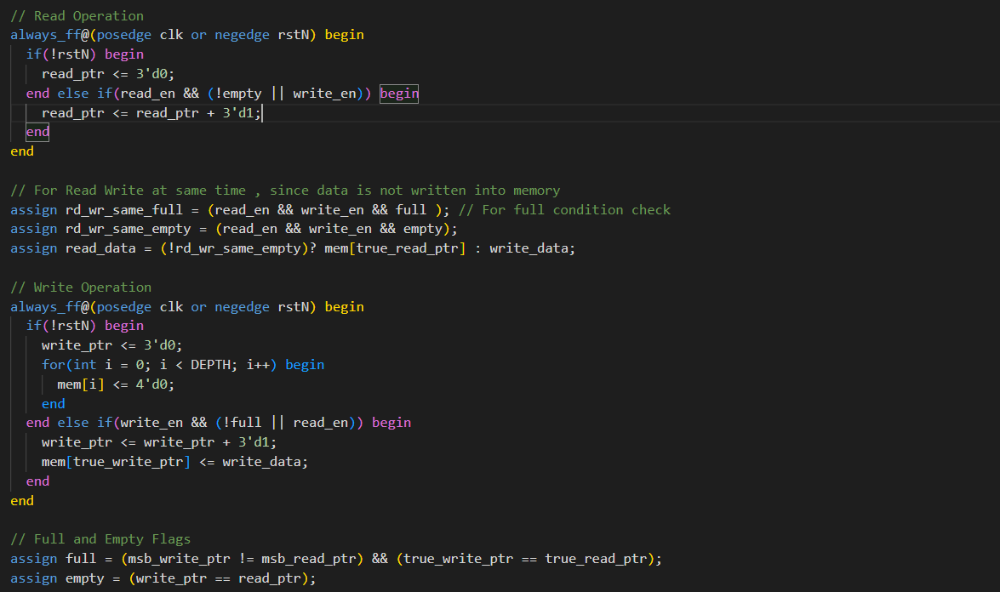 // Read Operation
always_ff@(posedge clk or negedge rstN) begin
if(!rstN) begin
read_ptr <= 3'd0;
end else if(read_en && (!empty || write_en)) begin
read_ptr <= read_ptr + 3'd1;
end
end
// For Read Write at same time , since data is not written into memory
assign rd_wr_same_full = (read_en && write_en && full ); // For full condition check
assign rd_wr_same_empty = (read_en && write_en && empty);
assign read_data = (!rd_wr_same_empty)? mem[true_read_ptr] : write_data;
// Write Operation
always_ff@(posedge clk or negedge rstN) begin
if(!rstN) begin
write_ptr <= 3'd0;
for(int i = 0; i < DEPTH; i++) begin
mem[i] <= 4'd0;
end
end else if(write_en && (!full || read_en)) begin
write_ptr <= write_ptr + 3'd1;
mem[true_write_ptr] <= write_data;
end
end
// Full and Empty Flags
assign full = (msb_write_ptr != msb_read_ptr) && (true_write_ptr == true_read_ptr);
assign empty = (write_ptr == read_ptr);